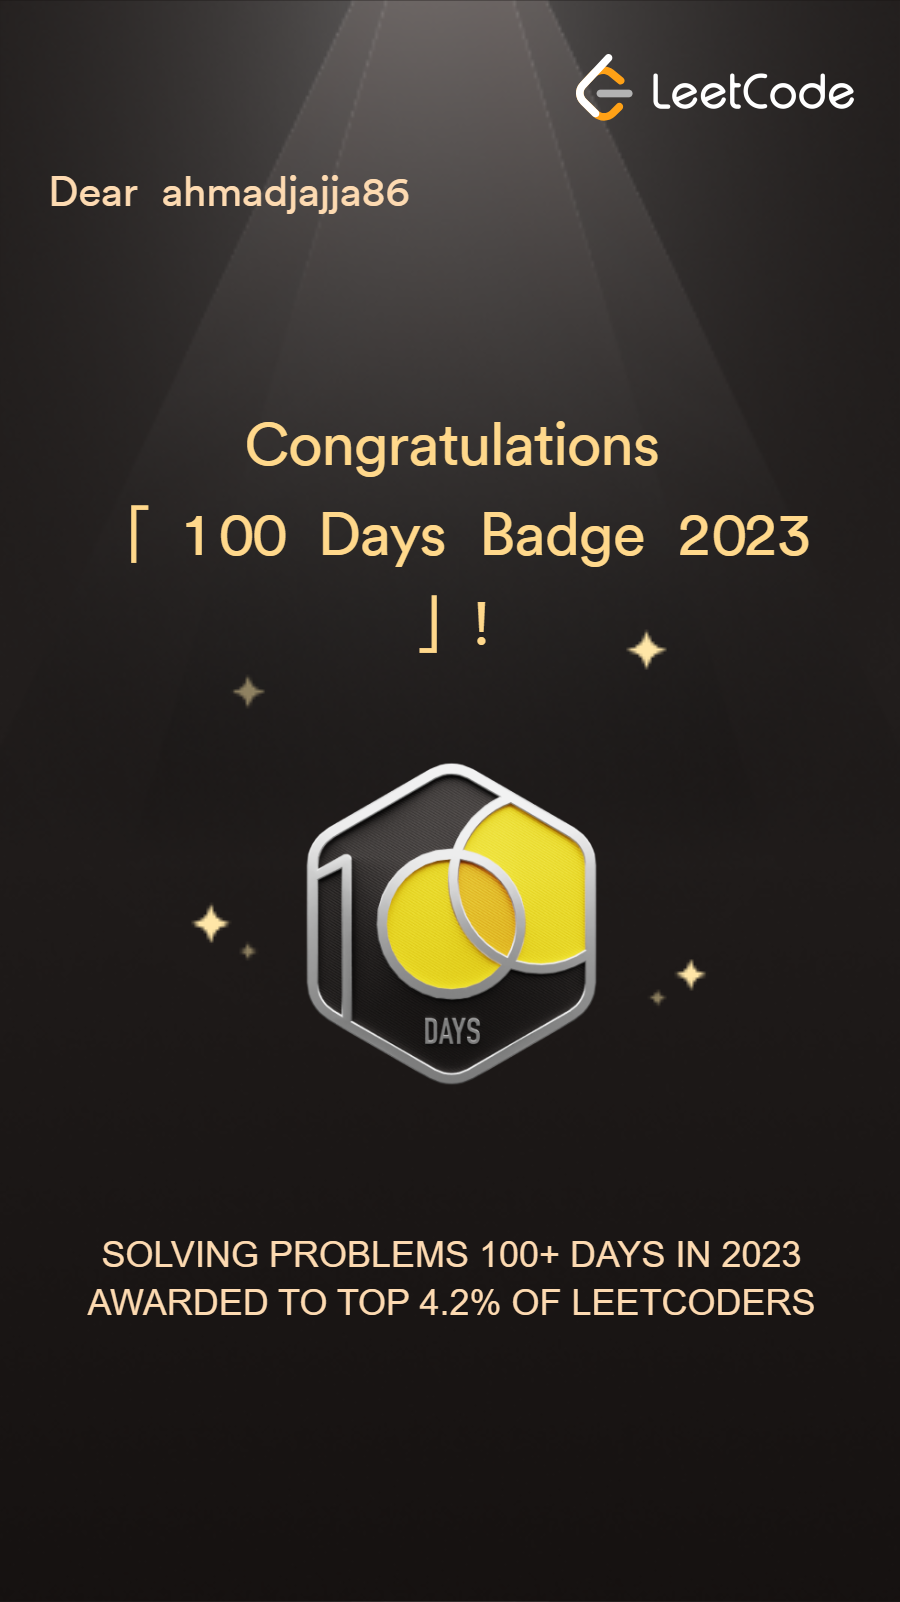 LeetCode
Dear ahmadjajja86
Congratulations
「 100 Days Badge 2023
」!
100
DAYS
SOLVING PROBLEMS 100+ DAYS IN 2023
AWARDED TO TOP 4.2% OF LEETCODERS